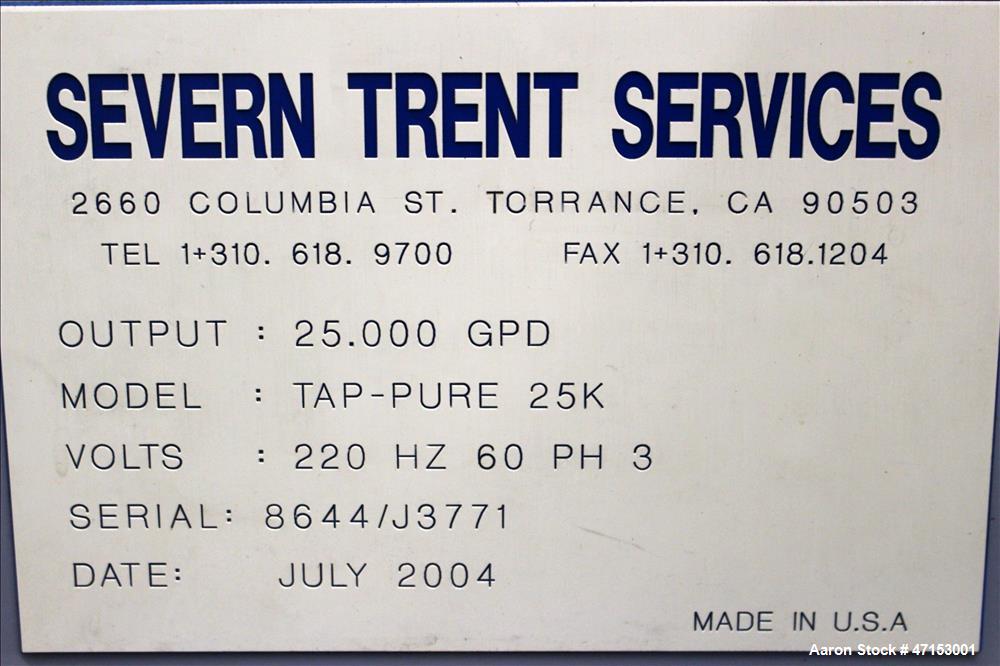 SEVERN TRENT SERVICES
2660 COLUMBIA ST. TORRANCE, CA 90503
TEL 1+310. 618. 9700 FAX 1+310. 618.1204
OUTPUT : 25.000 GPD
MODEL : TAP-PURE 25K
VOLTS : 220 HZ 60 PH 3
SERIAL: 8644/J3771
DATE: JULY 2004
MADE IN U.S.A
Aaron Stock # 47153001